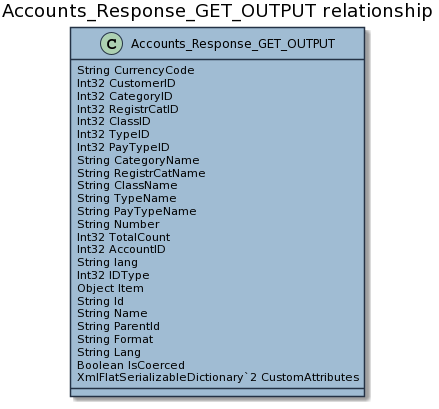 Accounts_Response_GET_OUTPUT relationship
C Accounts_Response_GET_OUTPUT
String CurrencyCode
Int32 CustomerID
Int32 CategoryID
Int32 RegistrCatID
Int32 ClassID
Int32 TypeID
Int32 PayTypeID
String CategoryName
String RegistrCatName
String ClassName
String TypeName
String PayTypeName
String Number
Int32 TotalCount
Int32 AccountID
String lang
Int32 IDType
Object Item
String Id
String Name
String ParentId
String Format
String Lang
Boolean IsCoerced
XmlFlatSerializableDictionary`2 CustomAttributes